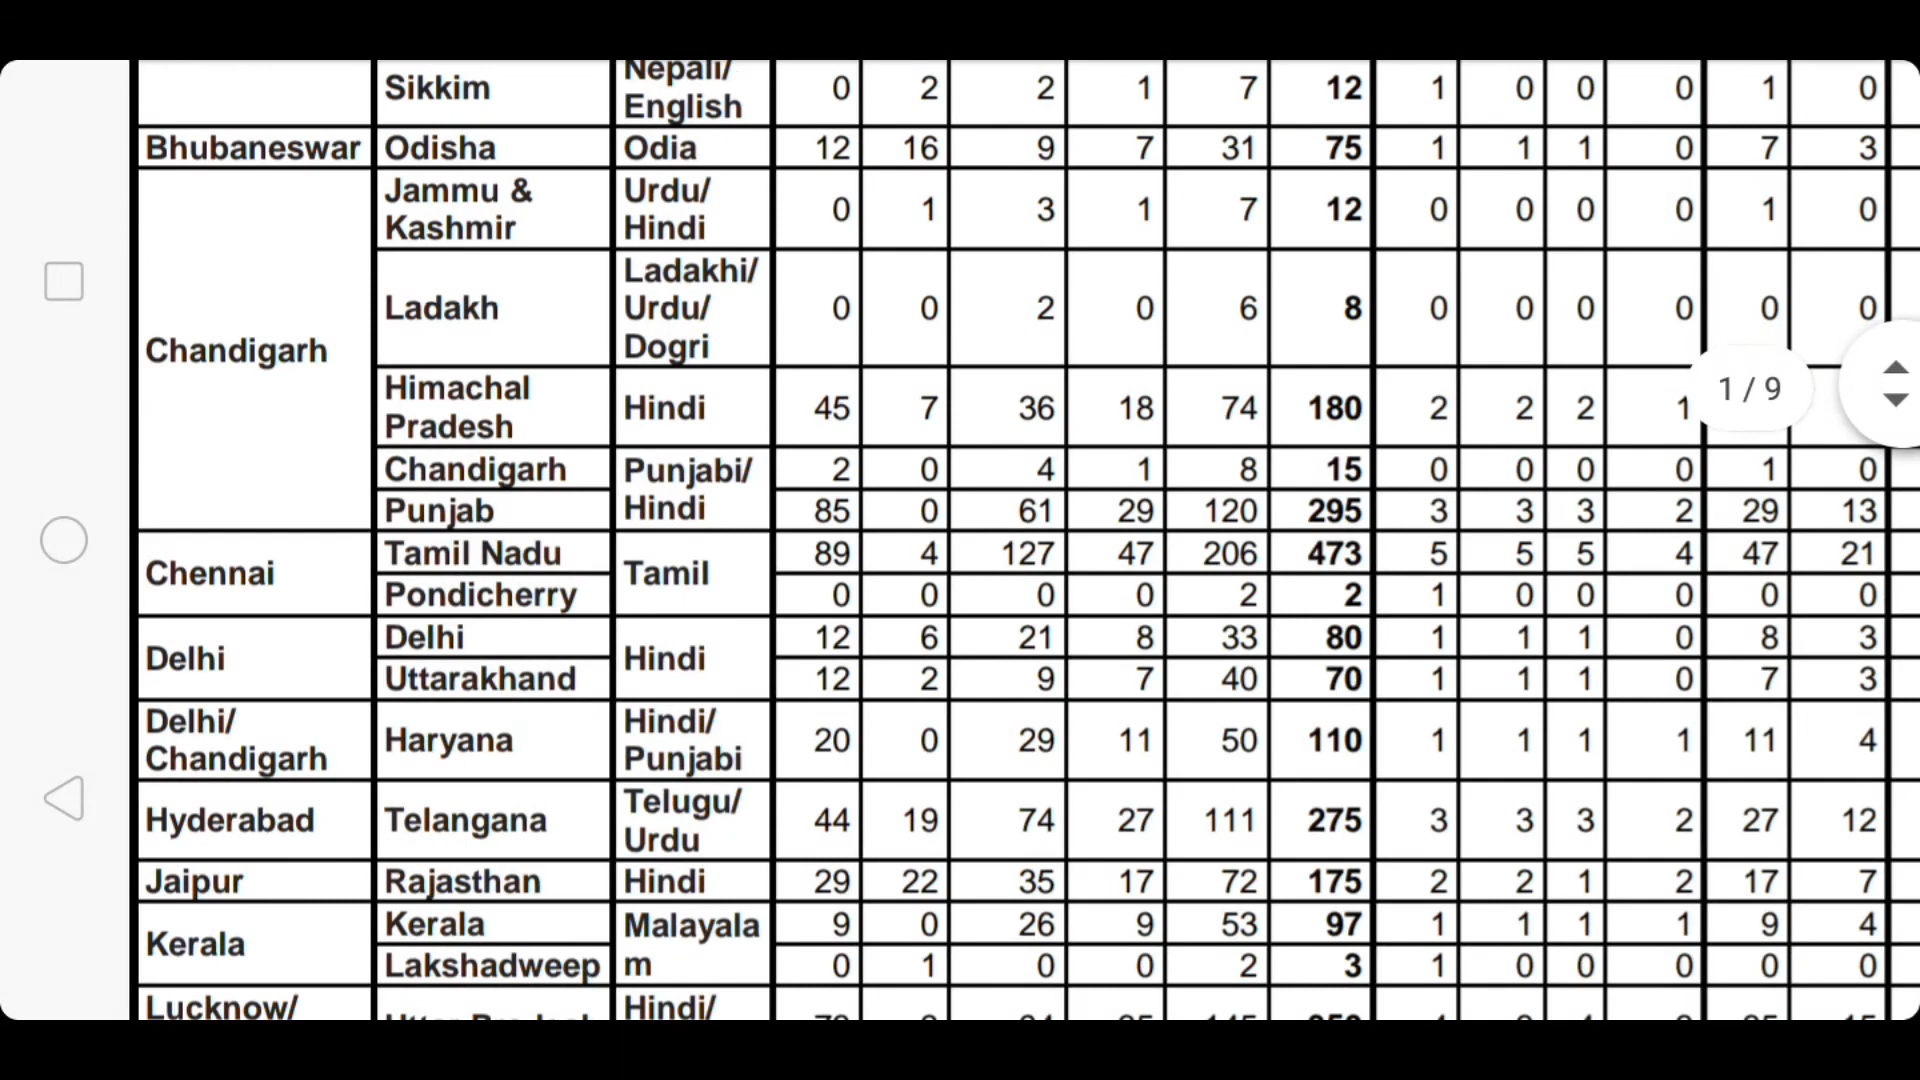 Sikkim Nepali/ English 0 2 2 1 7 12 1 0 0 0 1 0
Bhubaneswar Odisha Odia 12 16 9 7 31 75 1 1 1 0 7 3
Chandigarh
Jammu & Kashmir Urdu/ Hindi 0 1 3 1 7 12 0 0 0 0 1 0
Ladakh Ladakhi/ Urdu/ Dogri 0 0 2 0 6 8 0 0 0 0 0 0
Himachal Pradesh Hindi 45 7 36 18 74 180 2 2 2 1
1 / 9
Chandigarh Punjabi/ Hindi 2 0 4 1 8 15 0 0 0 0 1 0
Punjab 85 0 61 29 120 295 3 3 3 2 29 13
Chennai Tamil Nadu Tamil 89 4 127 47 206 473 5 5 5 4 47 21
Pondicherry 0 0 0 0 2 2 1 0 0 0 0 0
Delhi Delhi Hindi 12 6 21 8 33 80 1 1 1 0 8 3
Uttarakhand 12 2 9 7 40 70 1 1 1 0 7 3
Delhi/ Chandigarh Haryana Hindi/ Punjabi 20 0 29 11 50 110 1 1 1 1 11 4
Hyderabad Telangana Telugu/ Urdu 44 19 74 27 111 275 3 3 3 2 27 12
Jaipur Rajasthan Hindi 29 22 35 17 72 175 2 2 1 2 17 7
Kerala Kerala Malayala m 9 0 26 9 53 97 1 1 1 1 9 4
Lakshadweep 0 1 0 0 2 3 1 0 0 0 0 0
Lucknow/ Hindi/